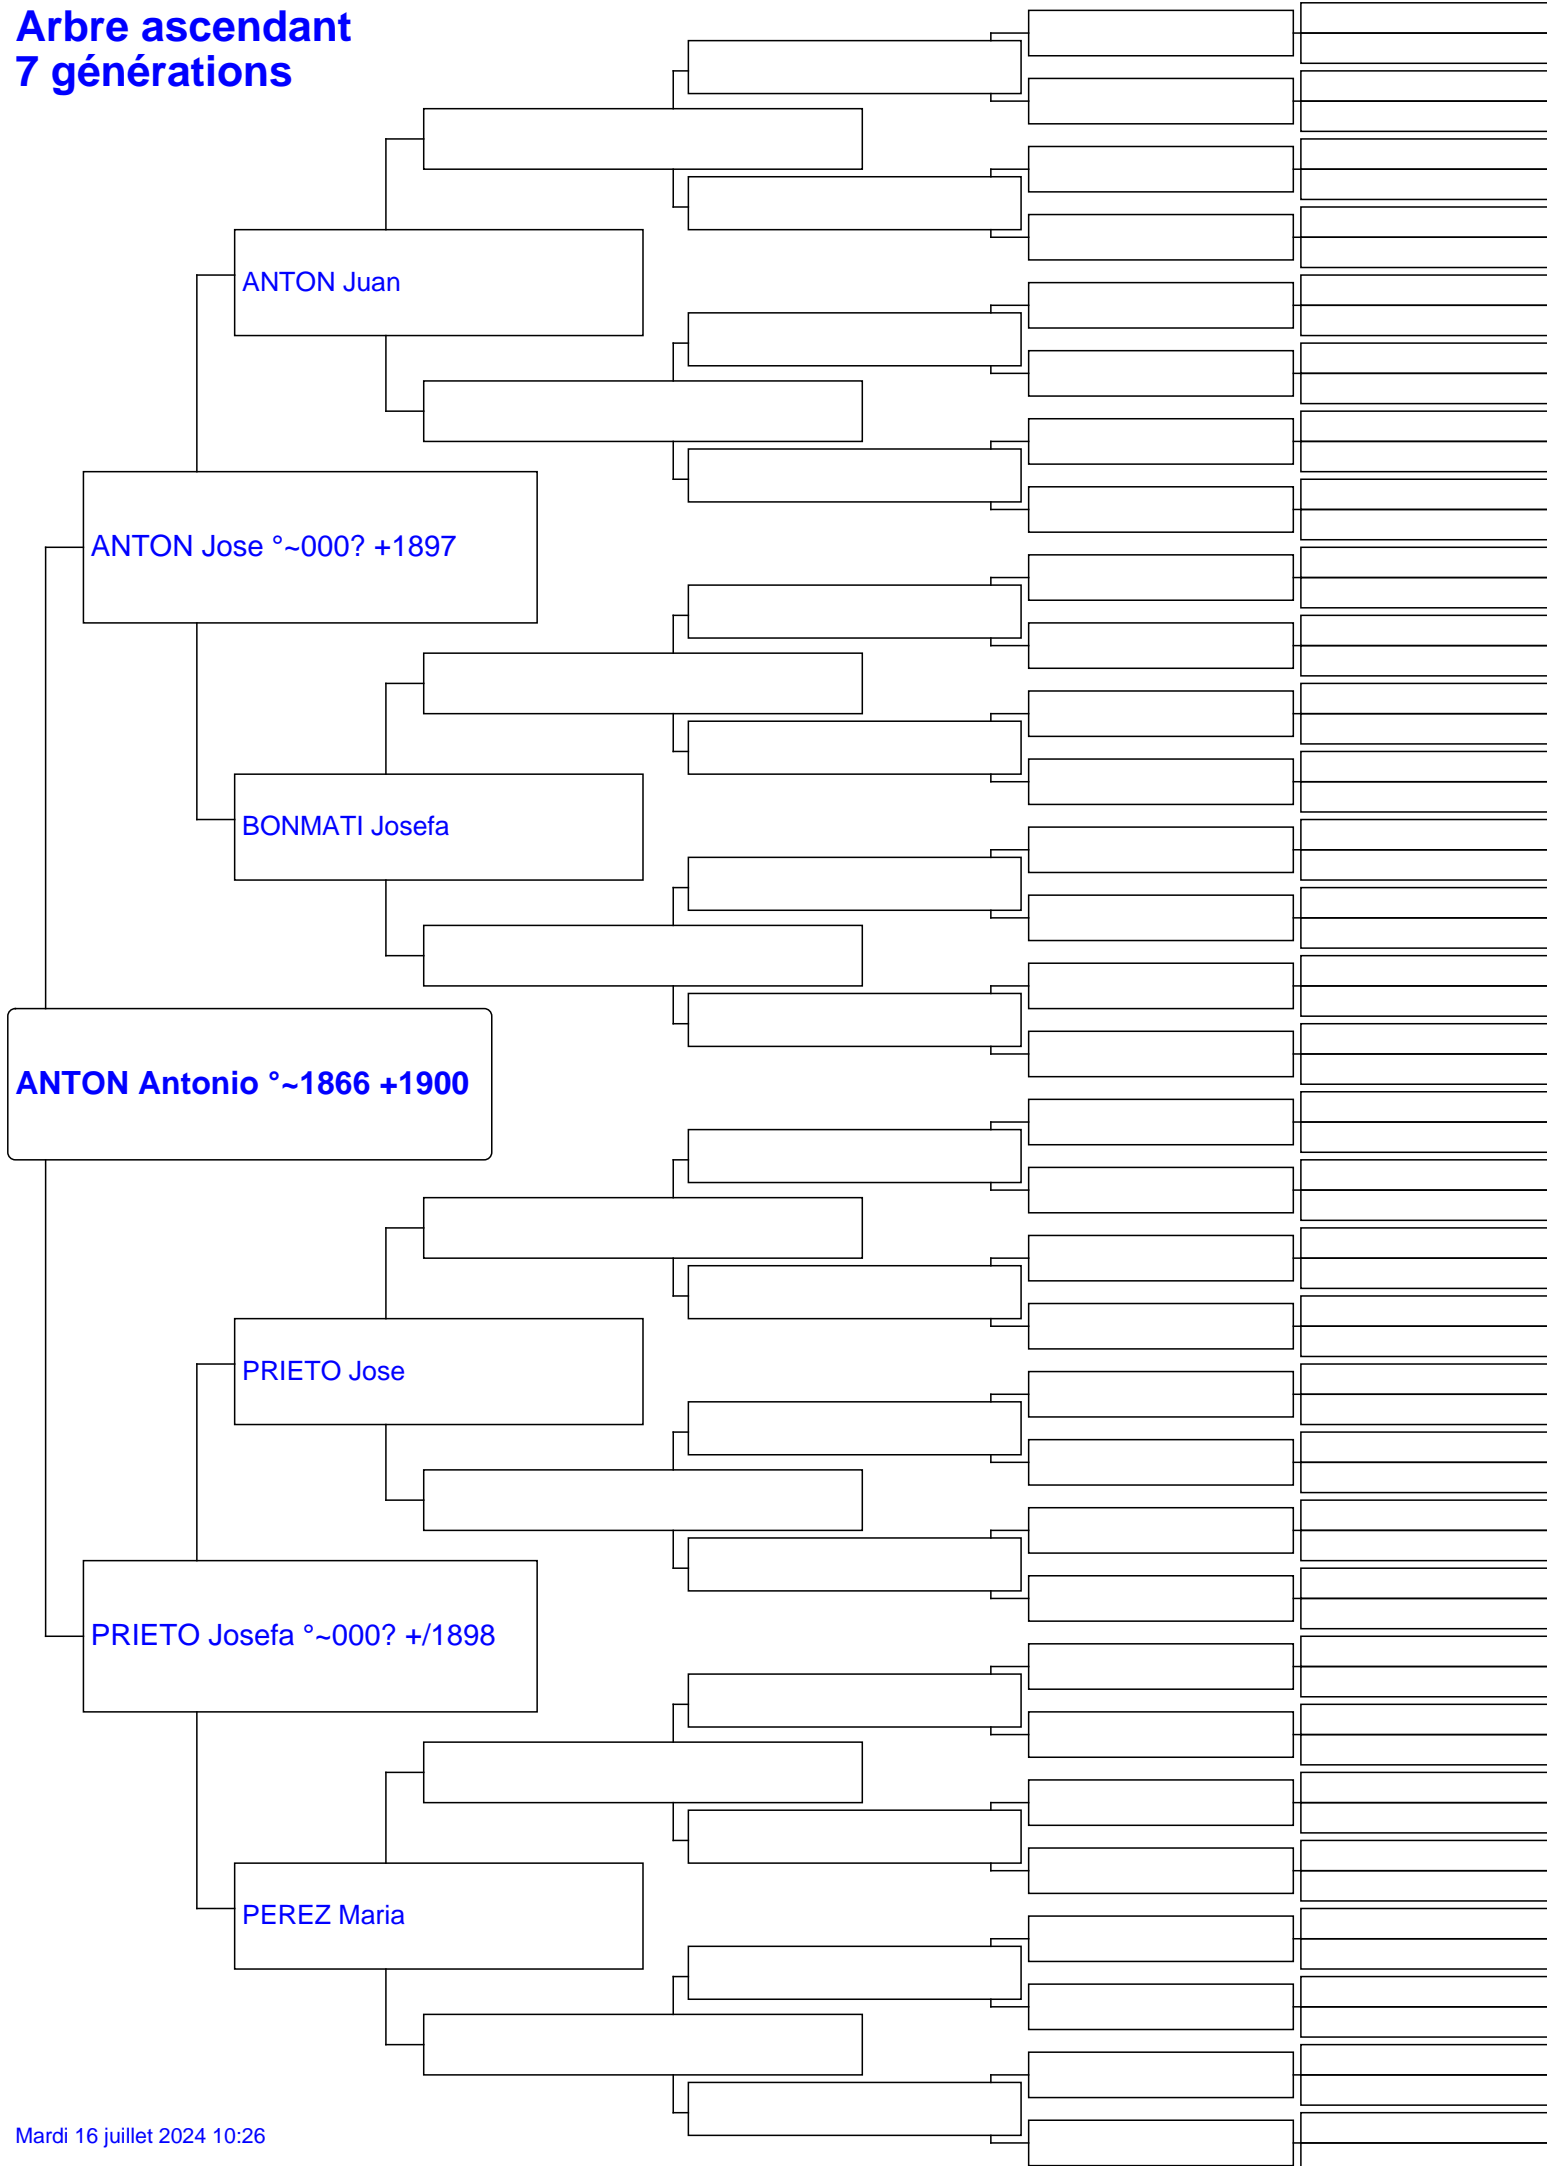 Arbre ascendant
7 générations
ANTON Juan
ANTON Jose °~000? +1897
BONMATI Josefa
ANTON Antonio °~1866 +1900
PRIETO Jose
PRIETO Josefa °~000? +/1898
PEREZ Maria
Mardi 16 juillet 2024 10:26